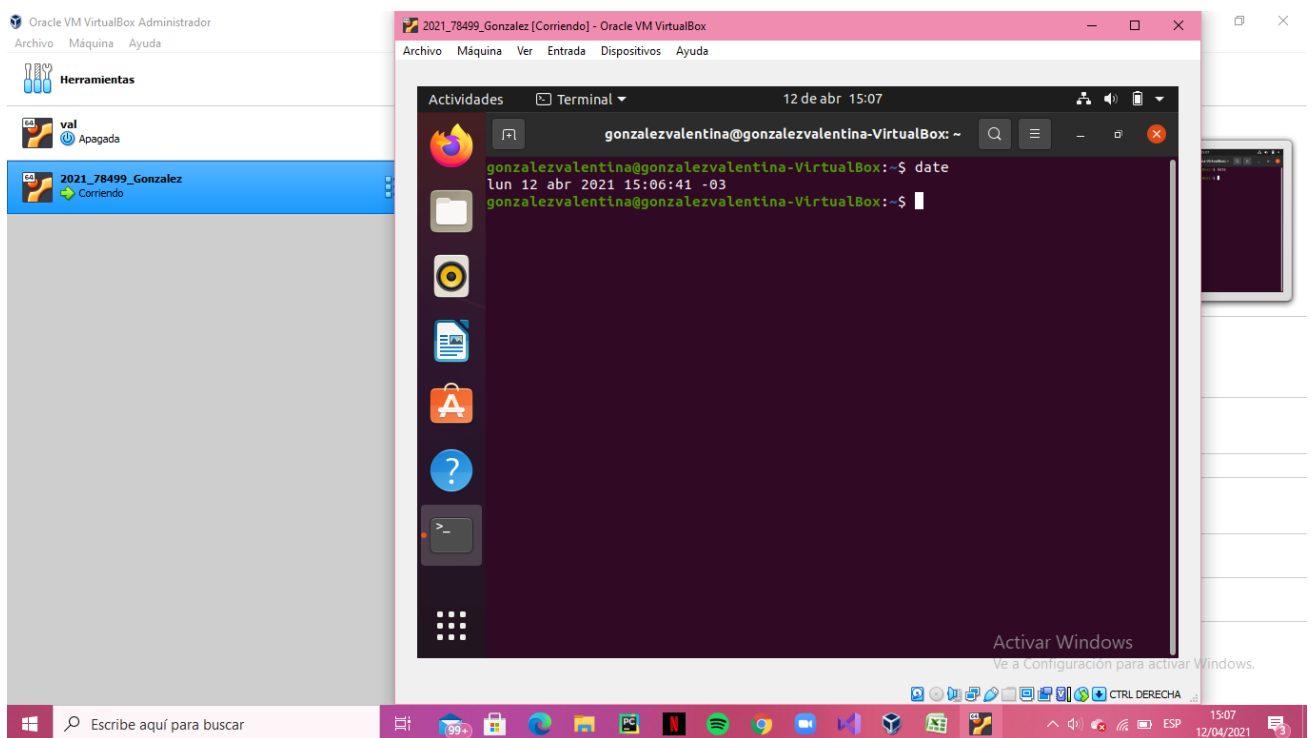 Oracle VM VirtualBox Administrador
Archivo Máquina Ayuda
Herramientas
64
val
Apagada
64
2021_78499_Gonzalez
Corriendo
2021_78499_Gonzalez [Corriendo] - Oracle VM VirtualBox
Archivo Máquina Ver Entrada Dispositivos Ayuda
Actividades Terminal 12 de abr 15:07
gonzalezvalentina@gonzalezvalentina-VirtualBox: ~
gonzalezvalentina@gonzalezvalentina-VirtualBox:~$ date
lun 12 abr 2021 15:06:41 -03
gonzalezvalentina@gonzalezvalentina-VirtualBox:~$
Activar Windows
Ve a Configuración para activar Windows.
CTRL DERECHA
Escribe aquí para buscar
99+
PC
ESP
15:07
12/04/2021
3